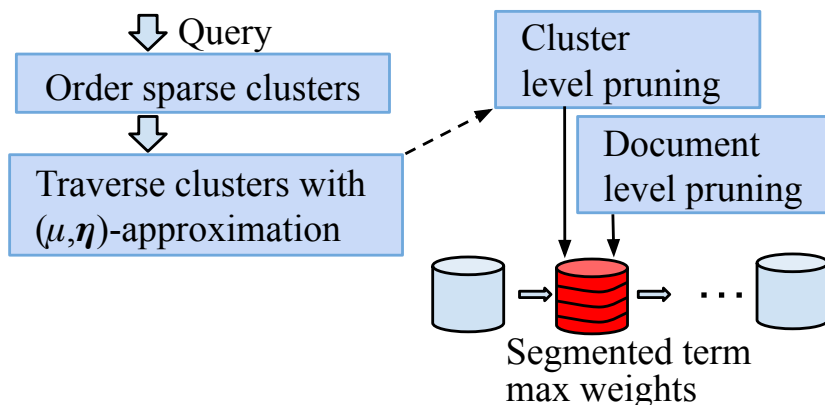 Query
Order sparse clusters
Traverse clusters with
(μ,η)-approximation
Cluster
level pruning
Document
level pruning
...
Segmented term
max weights